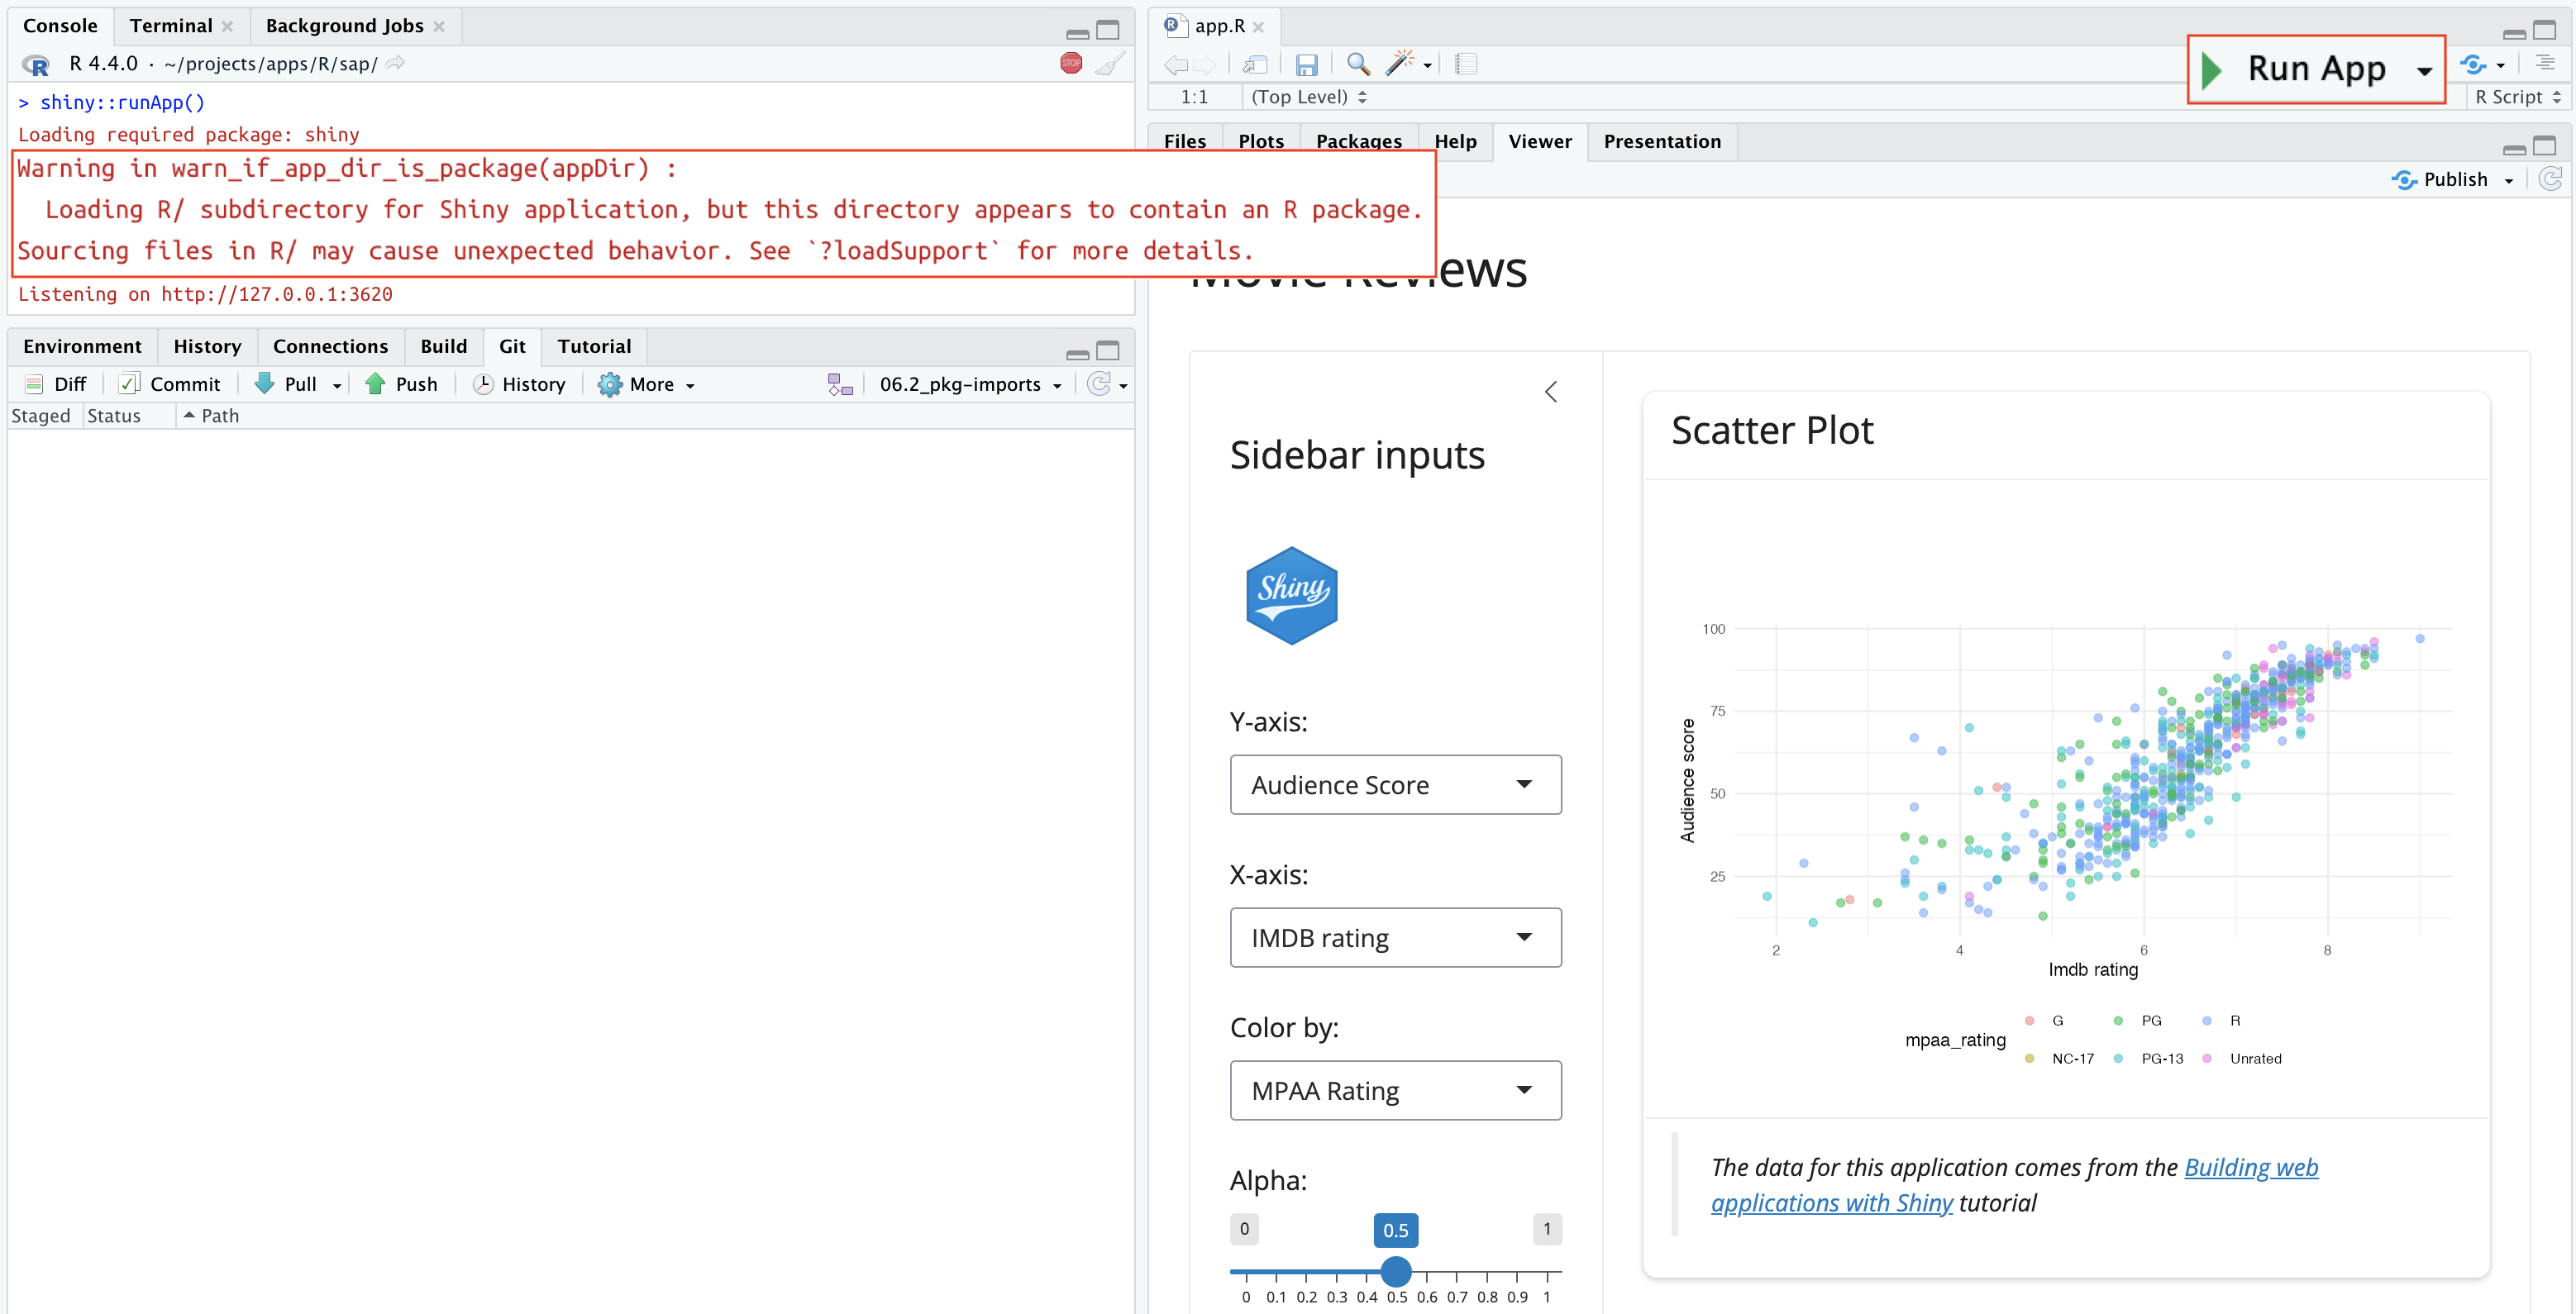 Console Terminal Background Jobs
R 4.4.0 · ~/projects/apps/R/sap/
STOP
> shiny::runApp()
Loading required package: shiny
Warning in warn_if_app_dir_is_package(appDir) :
Loading R/ subdirectory for Shiny application, but this directory appears to contain an R package.
Sourcing files in R/ may cause unexpected behavior. See `?loadSupport` for more details.
Listening on http://127.0.0.1:3620
Environment History Connections Build Git Tutorial
Diff Commit Pull Push History More 06.2_pkg-imports
Staged Status Path
app.R
Run App
1:1 (Top Level) R Script
Files Plots Packages Help Viewer Presentation
Publish
Movie Reviews
Sidebar inputs
Shiny
Y-axis:
Audience Score
X-axis:
IMDB rating
Color by:
MPAA Rating
Alpha:
0 0.5 1
0 0.1 0.2 0.3 0.4 0.5 0.6 0.7 0.8 0.9 1
Scatter Plot
100
75
50
25
Audience score
2 4 6 8
Imdb rating
mpaa_rating
G PG R
NC-17 PG-13 Unrated
The data for this application comes from the Building web
applications with Shiny tutorial